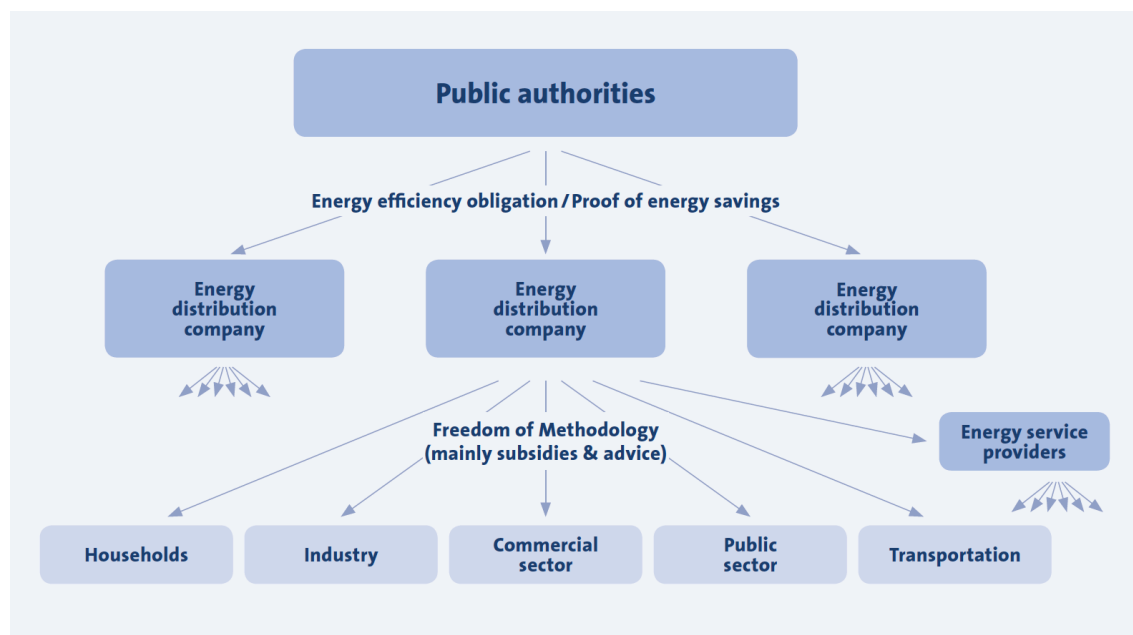 Public authorities
Energy efficiency obligation/Proof of energy savings
Energy
distribution
company
Energy
distribution
company
Energy
distribution
company
Freedom of Methodology
(mainly subsidies & advice)
Energy service
providers
Households
Industry
Commercial
sector
Public
sector
Transportation